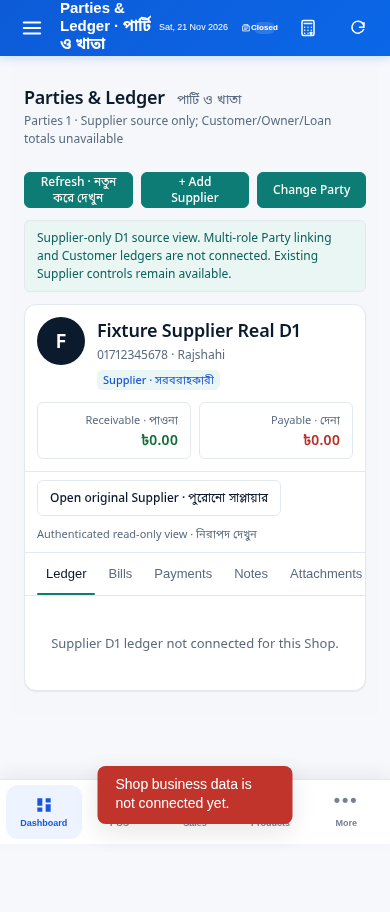 Parties &
Ledger · পার্টি
ও খাতা
Sat, 21 Nov 2026
Closed
Parties & Ledger পার্টি ও খাতা
Parties 1 · Supplier source only; Customer/Owner/Loan
totals unavailable
Refresh · নতুন
করে দেখুন
+ Add
Supplier
Change Party
Supplier-only D1 source view. Multi-role Party linking
and Customer ledgers are not connected. Existing
Supplier controls remain available.
F
Fixture Supplier Real D1
01712345678 · Rajshahi
Supplier · সরবরাহকারী
Receivable · পাওনা
৳0.00
Payable · দেনা
৳0.00
Open original Supplier · পুরোনো সাপ্লায়ার
Authenticated read-only view · নিরাপদ দেখুন
Ledger Bills Payments Notes Attachments
Supplier D1 ledger not connected for this Shop.
Shop business data is
not connected yet.
Dashboard
More